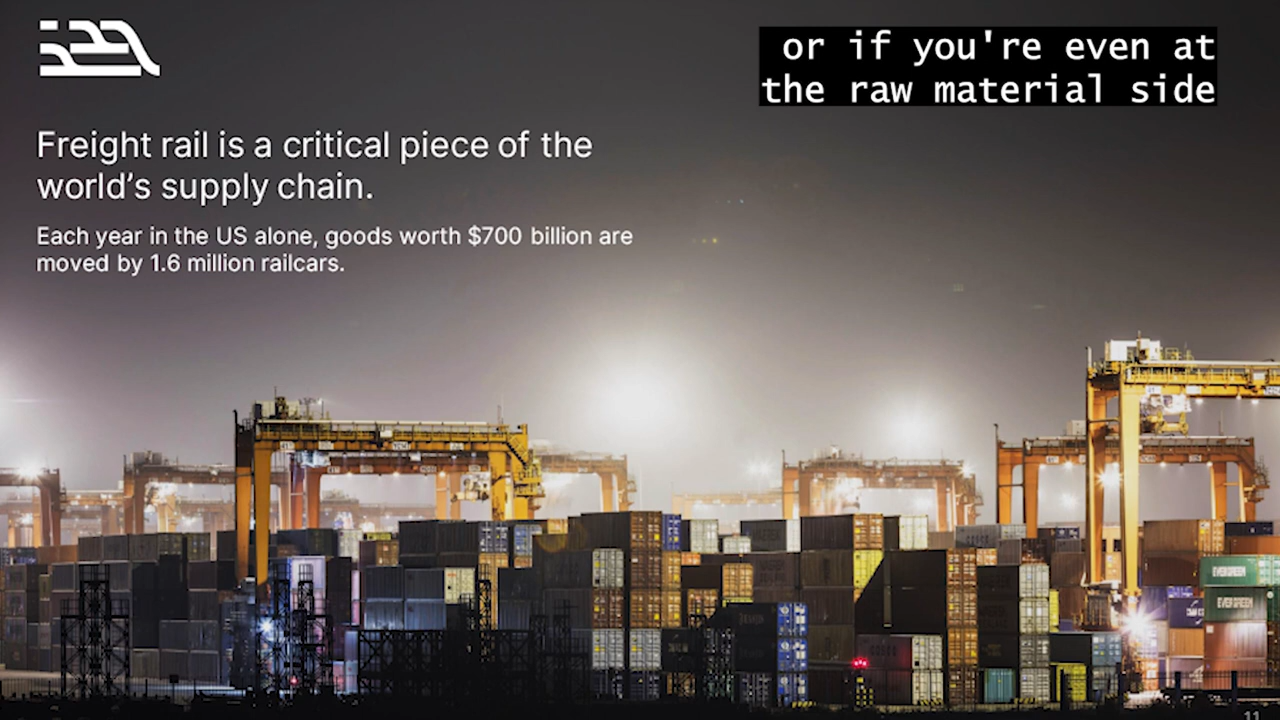 or if you're even at
the raw material side
Freight rail is a critical piece of the
world’s supply chain.
Each year in the US alone, goods worth $700 billion are
moved by 1.6 million railcars.
EVERGREEN
EVERGREEN
11